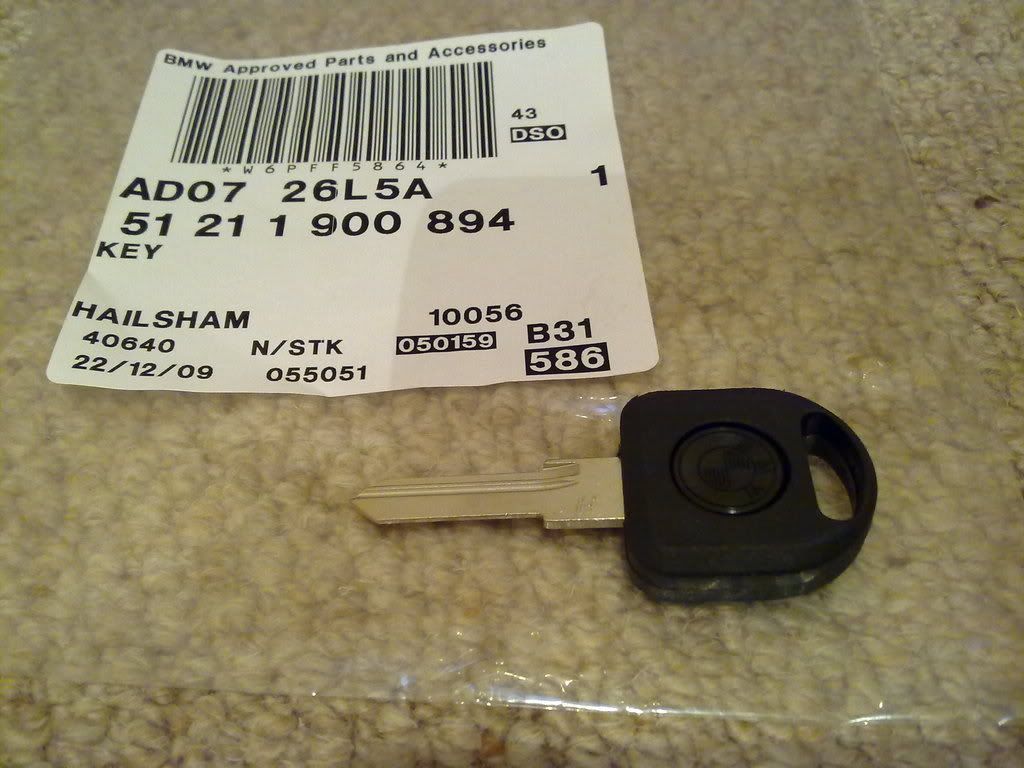 BMW Approved Parts and Accessories
43
DSO
*W6PFF5864*
AD07 26L5A 1
51 21 1 900 894
KEY
HAILSHAM 10056
40640 N/STK 050159 B31
22/12/09 055051 586